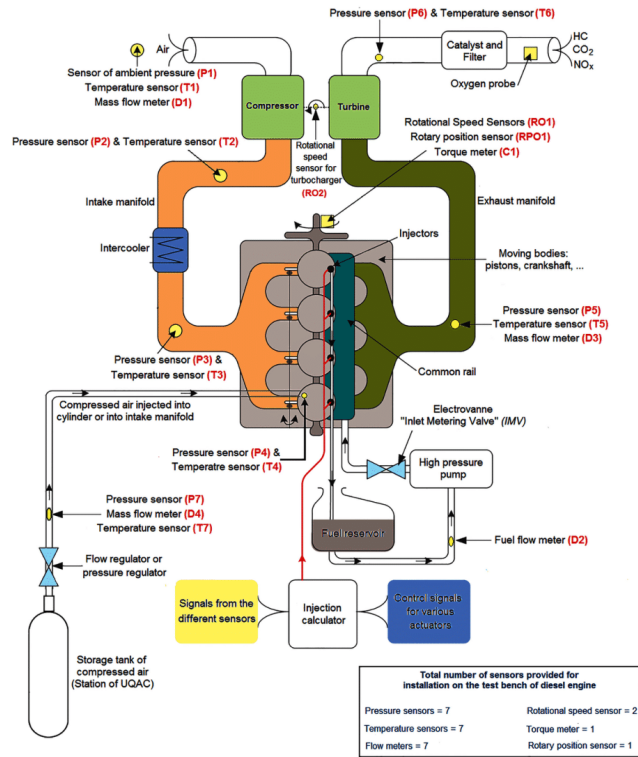 Pressure sensor (P6) & Temperature sensor (T6)
Air
HC
CO2
NOX
Catalyst and
Filter
Oxygen probe
Sensor of ambient pressure (P1)
Temperature sensor (T1)
Mass flow meter (D1)
Compressor
Turbine
Rotational
speed
sensor for
turbocharger
(RO2)
Rotational Speed Sensors (RO1)
Rotary position sensor (RPO1)
Torque meter (C1)
Pressure sensor (P2) & Temperature sensor (T2)
Intake manifold
Exhaust manifold
Intercooler
Injectors
Moving bodies:
pistons, crankshaft, ...
Pressure sensor (P5)
Temperature sensor (T5)
Mass flow meter (D3)
Pressure sensor (P3) &
Temperature sensor (T3)
Common rail
Compressed air injected into
cylinder or into intake manifold
Electrovanne
"Inlet Metering Valve" (IMV)
Pressure sensor (P4) &
Temperatre sensor (T4)
High pressure
pump
Pressure sensor (P7)
Mass flow meter (D4)
Temperature sensor (T7)
Fuel reservoir
Fuel flow meter (D2)
Flow regulator or
pressure regulator
Signals from the
different sensors
Injection
calculator
Control signals
for various
actuators
Storage tank of
compressed air
(Station of UQAC)
Total number of sensors provided for
installation on the test bench of diesel engine
Pressure sensors = 7
Rotational speed sensor = 2
Temperature sensors = 7
Torque meter = 1
Flow meters = 7
Rotary position sensor = 1